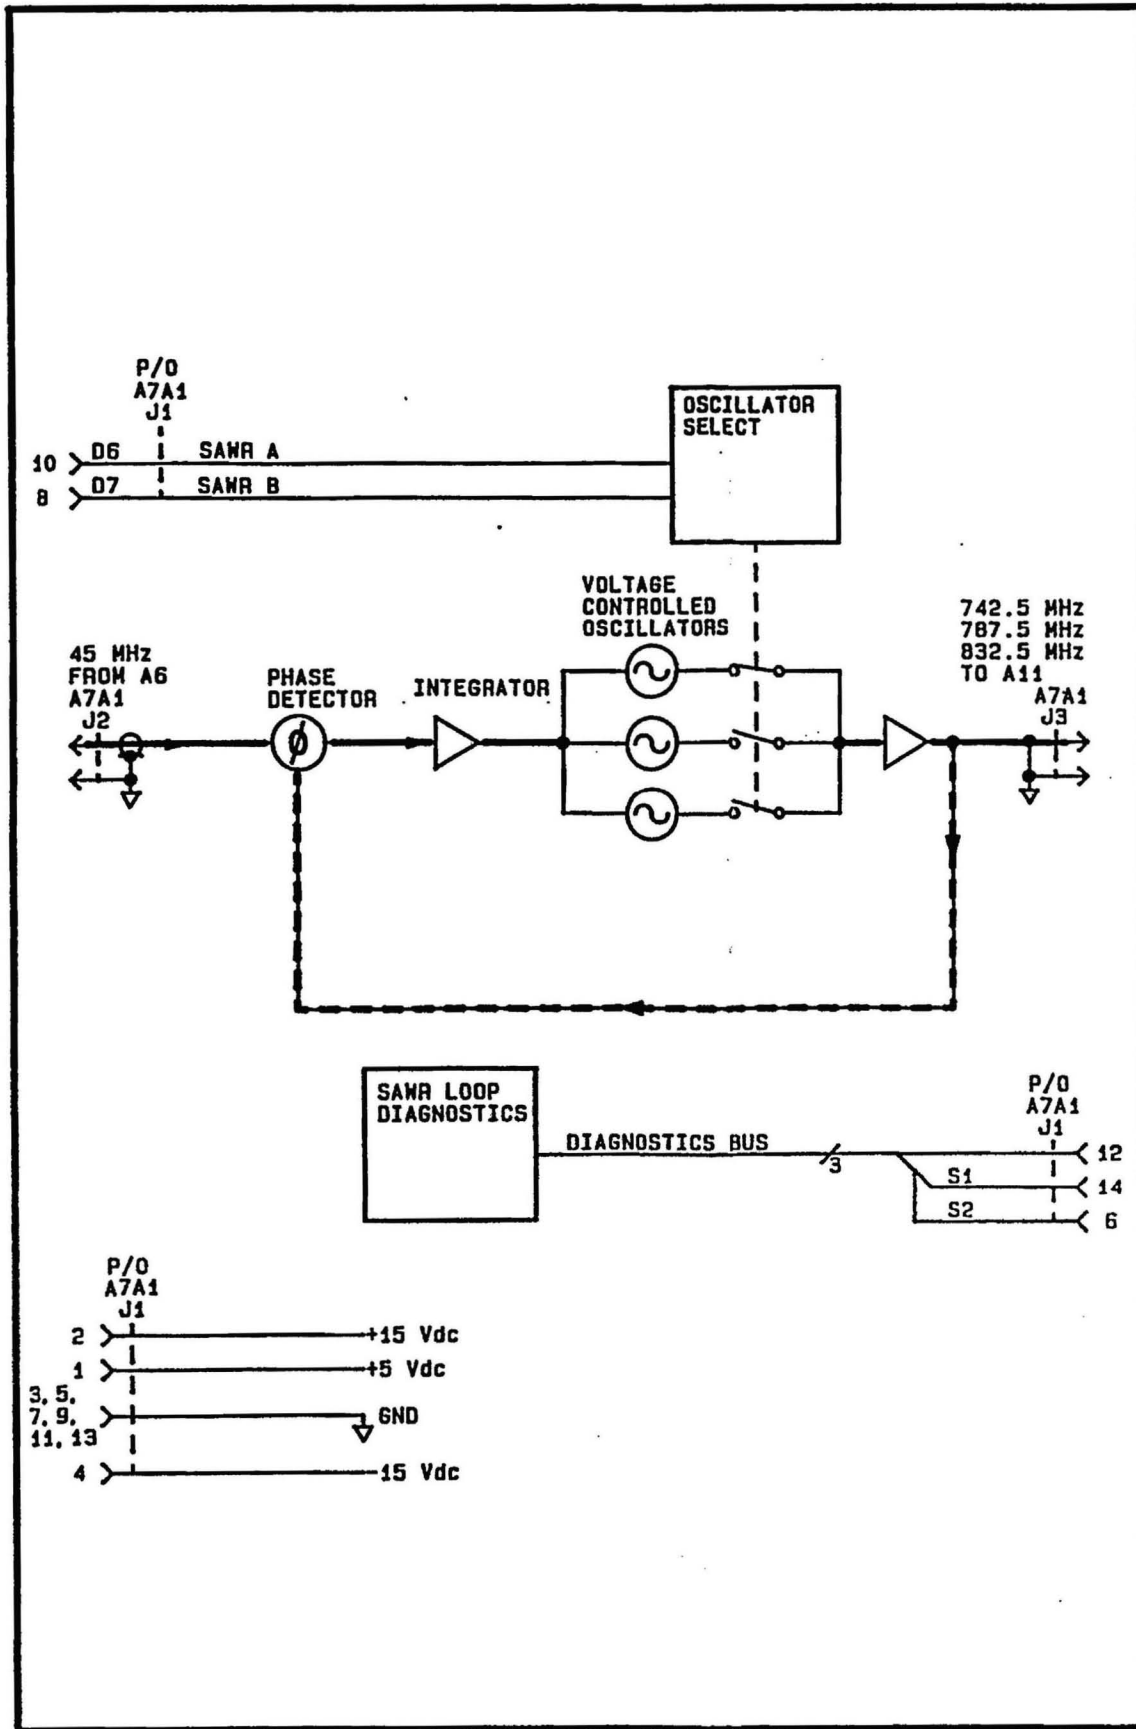 P/O
A7A1
J1
10 D6 SAWR A
8 D7 SAWR B
OSCILLATOR
SELECT
VOLTAGE
CONTROLLED
OSCILLATORS
742.5 MHz
787.5 MHz
832.5 MHz
TO A11
A7A1
J3
45 MHz
FROM A6
A7A1
J2
PHASE
DETECTOR
INTEGRATOR
SAWR LOOP
DIAGNOSTICS
DIAGNOSTICS BUS
3
P/O
A7A1
J1
12
S1 14
S2 6
P/O
A7A1
J1
2 +15 Vdc
1 +5 Vdc
3, 5,
7, 9,
11, 13
GND
4 -15 Vdc